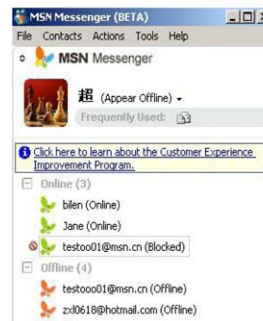 MSN Messenger (BETA)
File Contacts Actions Tools Help
MSN Messenger
超 (Appear Offline)
Frequently Used:
Click here to learn about the Customer Experience
Improvement Program.
Online (3)
bilen (Online)
Jane (Online)
testoo01@msn.cn (Blocked)
Offline (4)
testooo01@msn.cn (Offline)
zxl0618@hotmail.com (Offline)